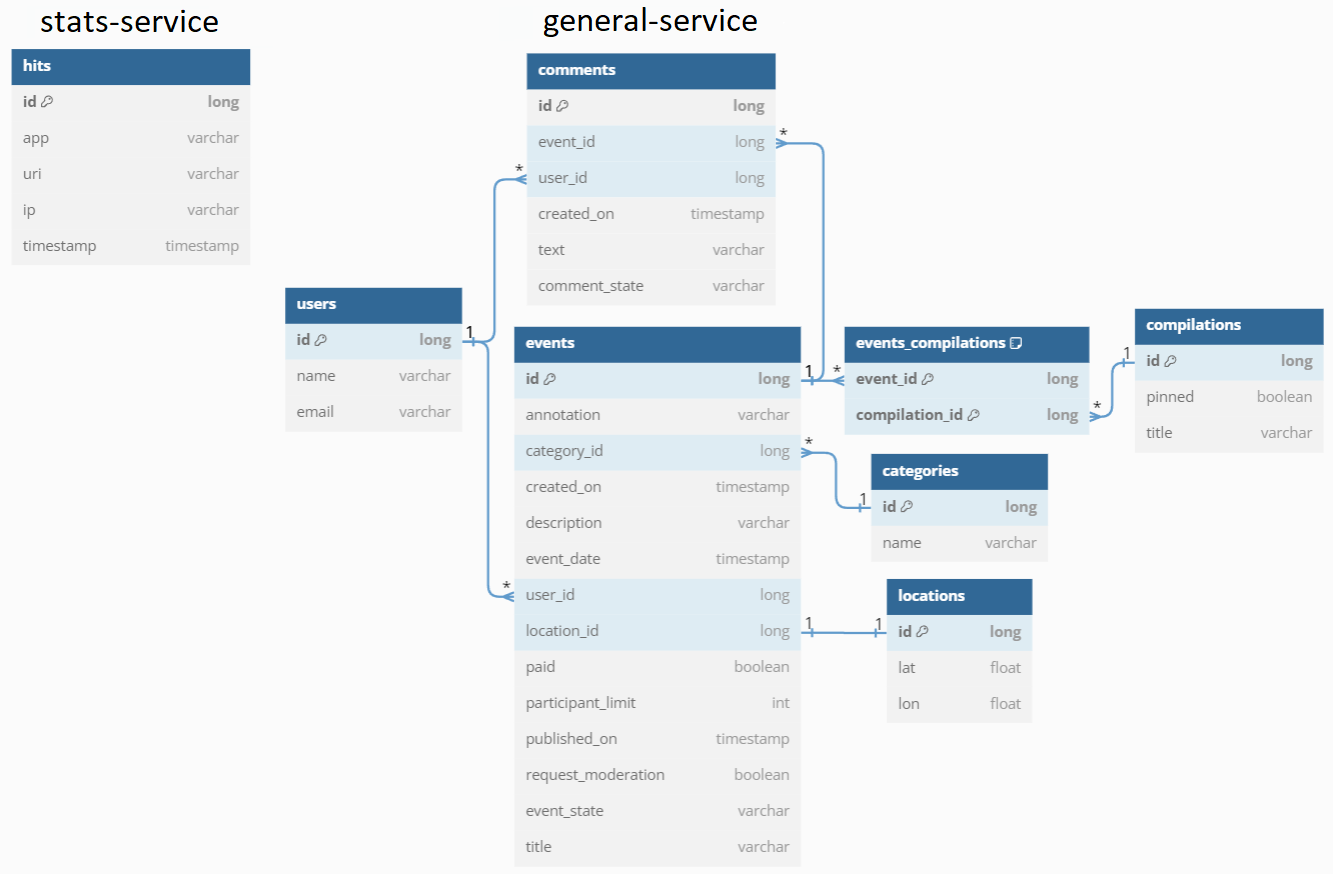 stats-service
hits
id long
app varchar
uri varchar
ip varchar
timestamp timestamp
general-service
comments
id long
event_id long
user_id long
created_on timestamp
text varchar
comment_state varchar
*
*
users
id long
name varchar
email varchar
1
events
id long
annotation varchar
category_id long
created_on timestamp
description varchar
event_date timestamp
user_id long
location_id long
paid boolean
participant_limit int
published_on timestamp
request_moderation boolean
event_state varchar
title varchar
*
1
*
1
events_compilations
event_id long
compilation_id long
*
*
compilations
id long
pinned boolean
title varchar
1
categories
id long
name varchar
1
locations
id long
lat float
lon float
1